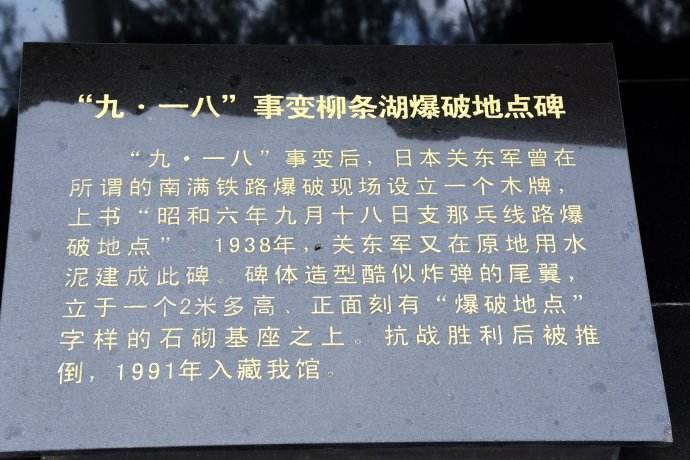 “九·一八”事变柳条湖爆破地点碑
“九·一八”事变后，日本关东军曾在
所谓的南满铁路爆破现场设立一个木牌，
上书“昭和六年九月十八日支那兵线路爆
破地点”、1938年，关东军又在原地用水
泥建成此碑。碑体造型酷似炸弹的尾翼，
立于一个2米多高、正面刻有“爆破地点”
字样的石砌基座之上。抗战胜利后被推
倒，1991年入藏我馆。